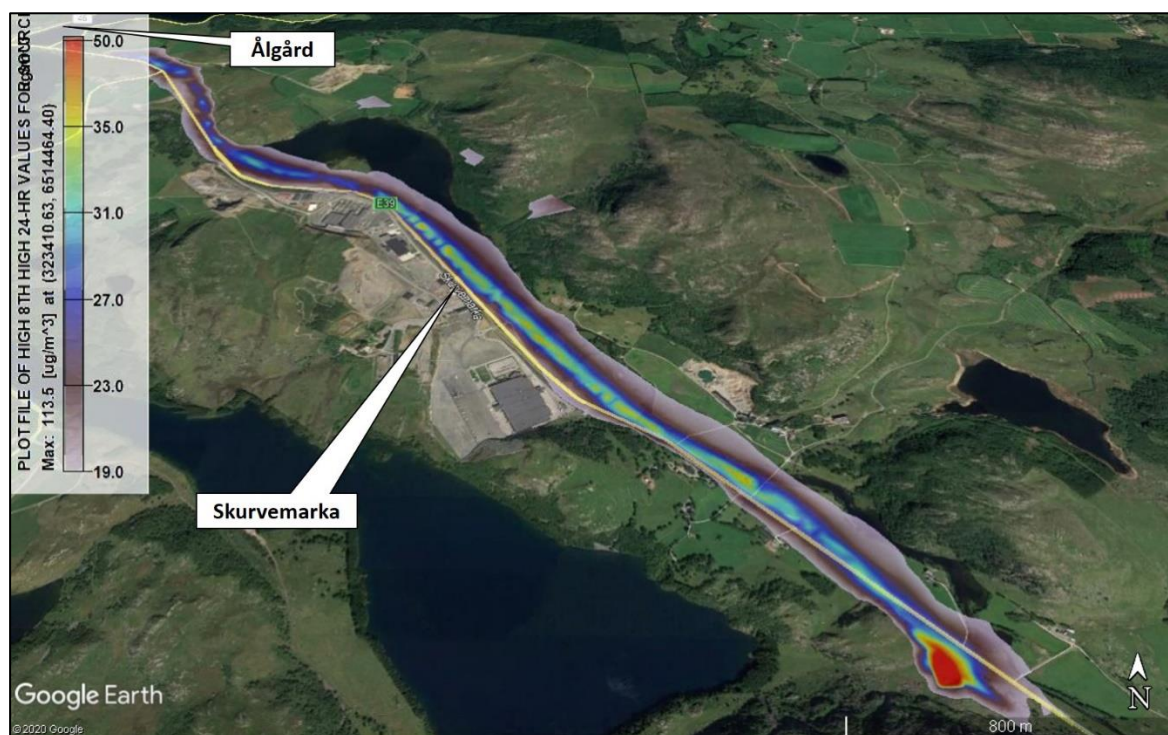 Ålgård
PLOT FILE OF HIGH 8TH HIGH 24-HR VALUES FOR SOURC
Max: 113.5 [ug/m^3] at (323410.63, 6514464.40)
50.0
35.0
31.0
27.0
23.0
19.0
E39
Skurvemarka
Google Earth
© 2020 Google
N
800 m